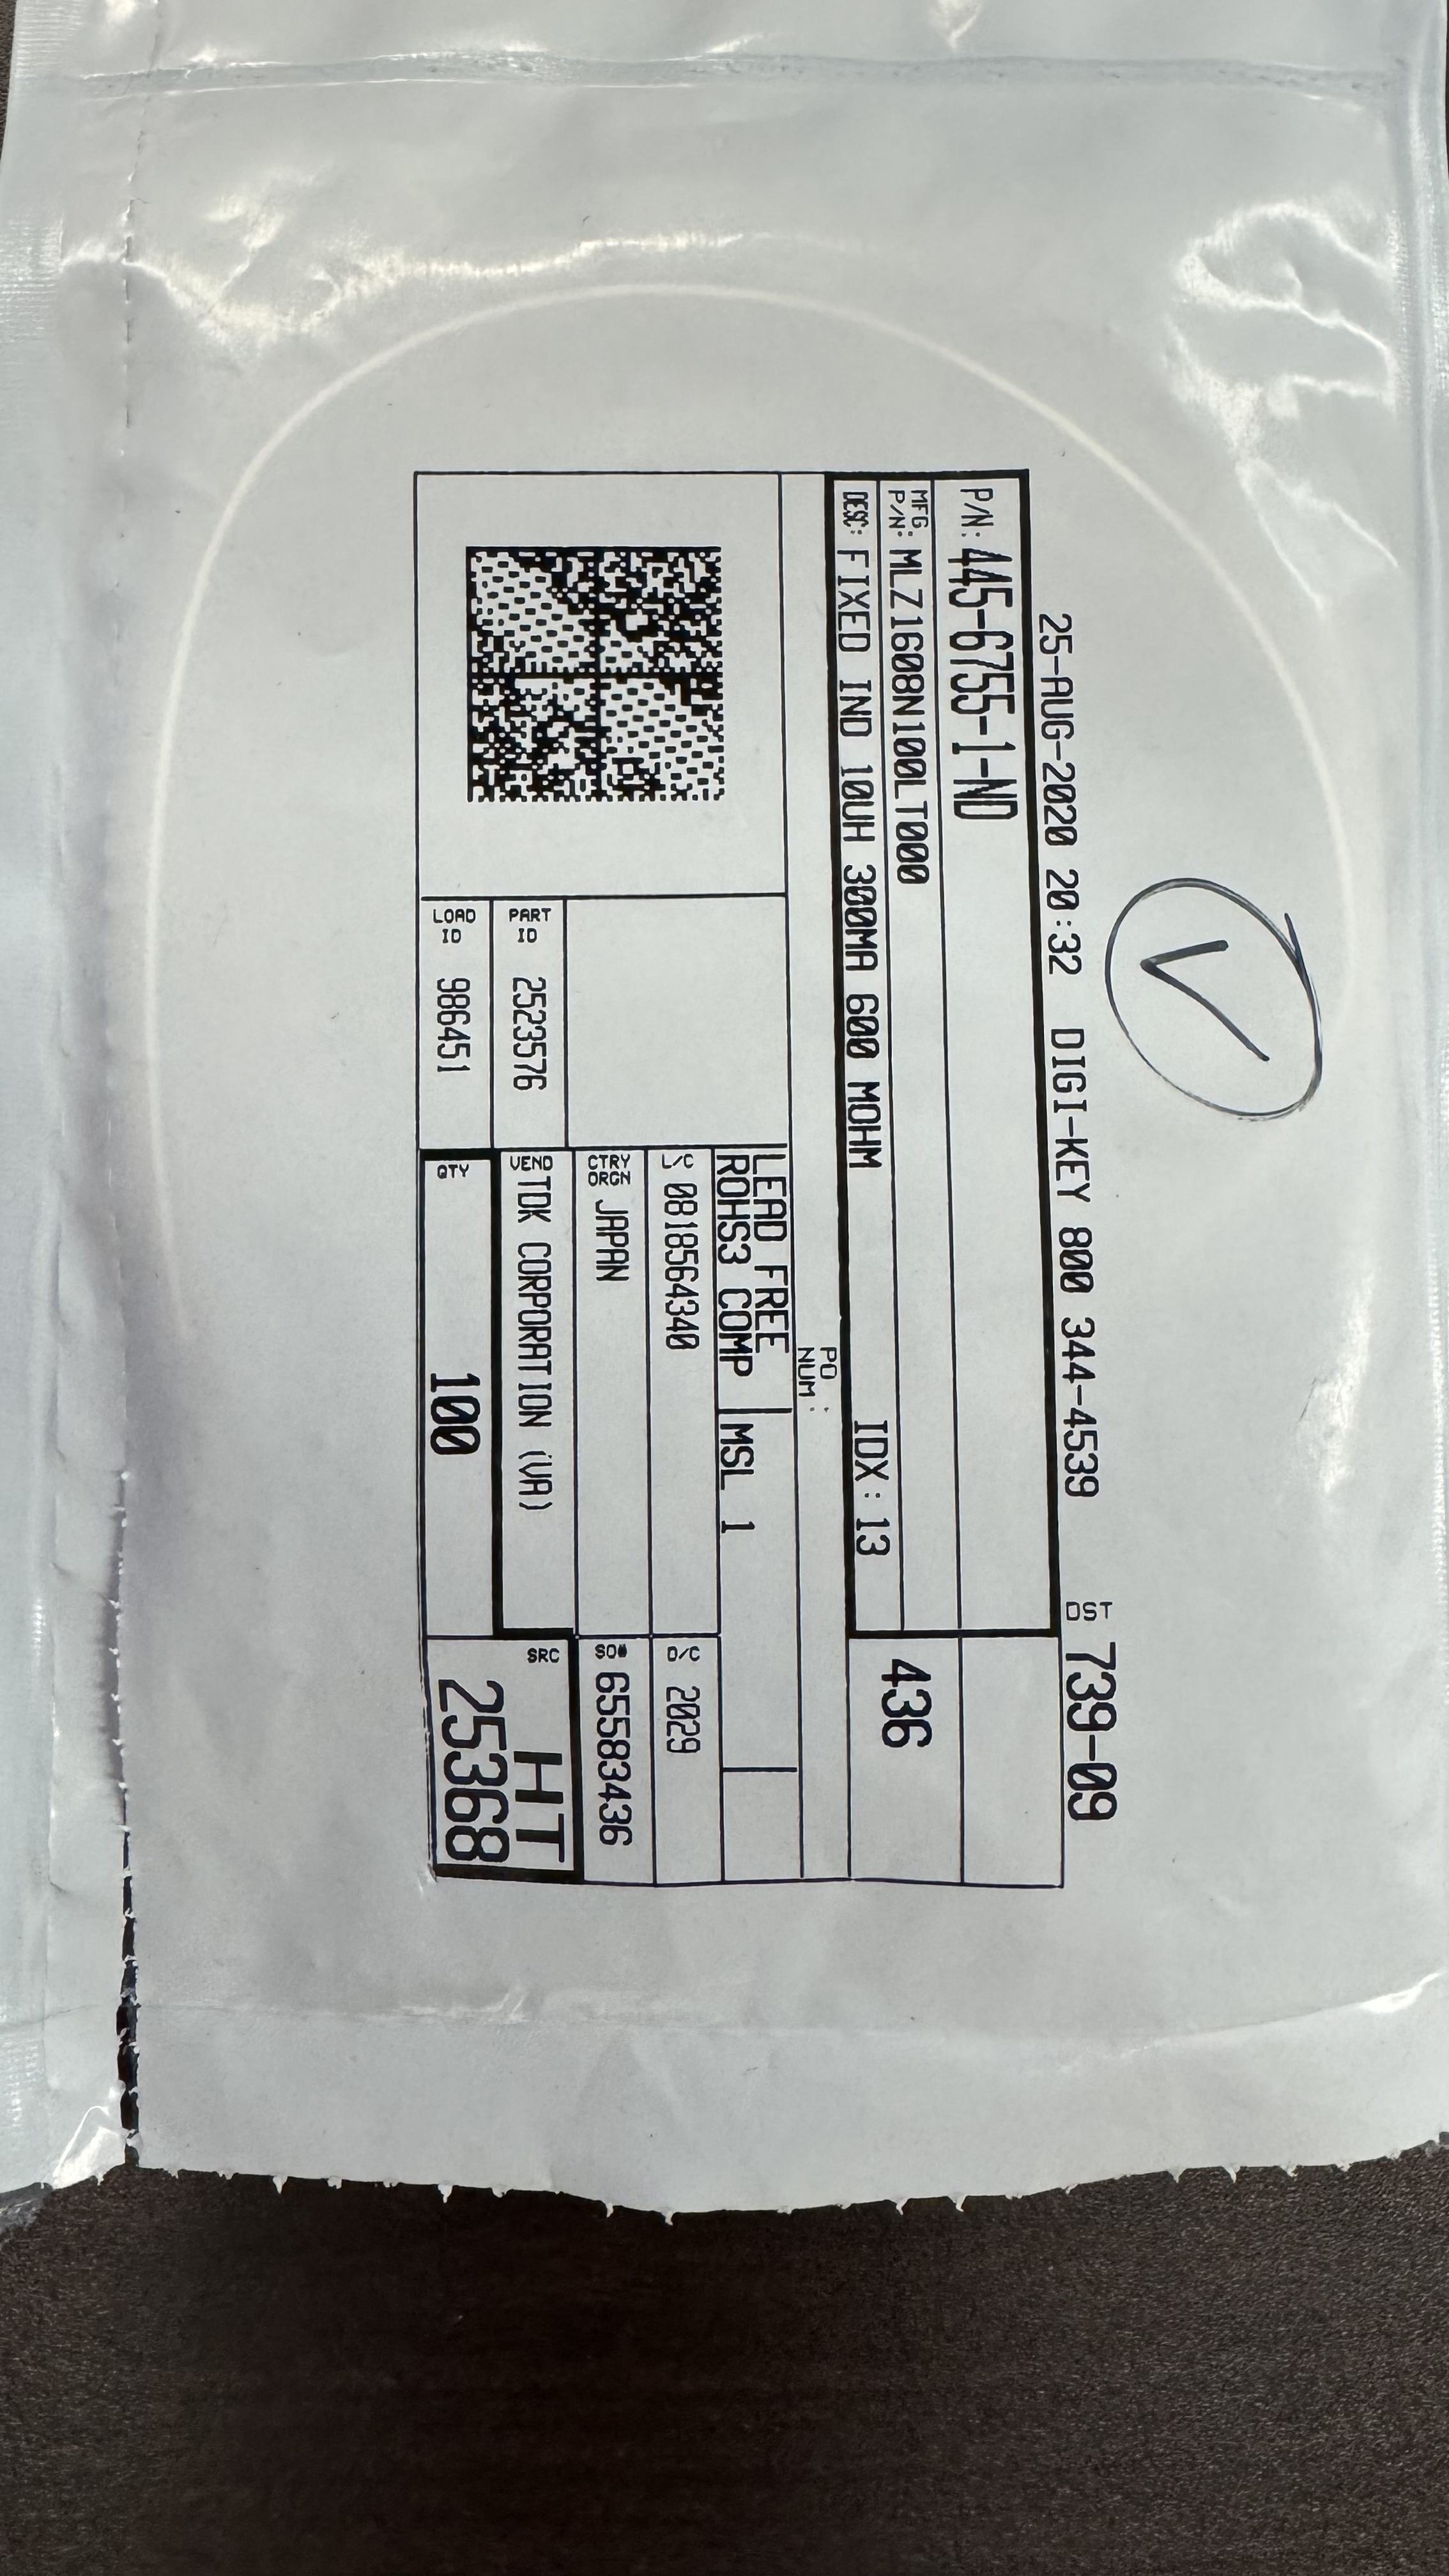 25-AUG-2020 20:32 DIGI-KEY 800 344-4539 DST 739-09
P/N: 445-6755-1-ND
MFG P/N: MLZ1608N100LT000
436
DESC: FIXED IND 10UH 300MA 600 MOHM IDX: 13
PO NUM:
LEAD FREE
ROHS3 COMP MSL 1
L/C 0818564340
D/C 2029
CTRY ORGN JAPAN
SO# 65583436
PART ID 2523576
VEND TDK CORPORATION (VA)
LOAD ID 986451
QTY 100
SRC HT
25368